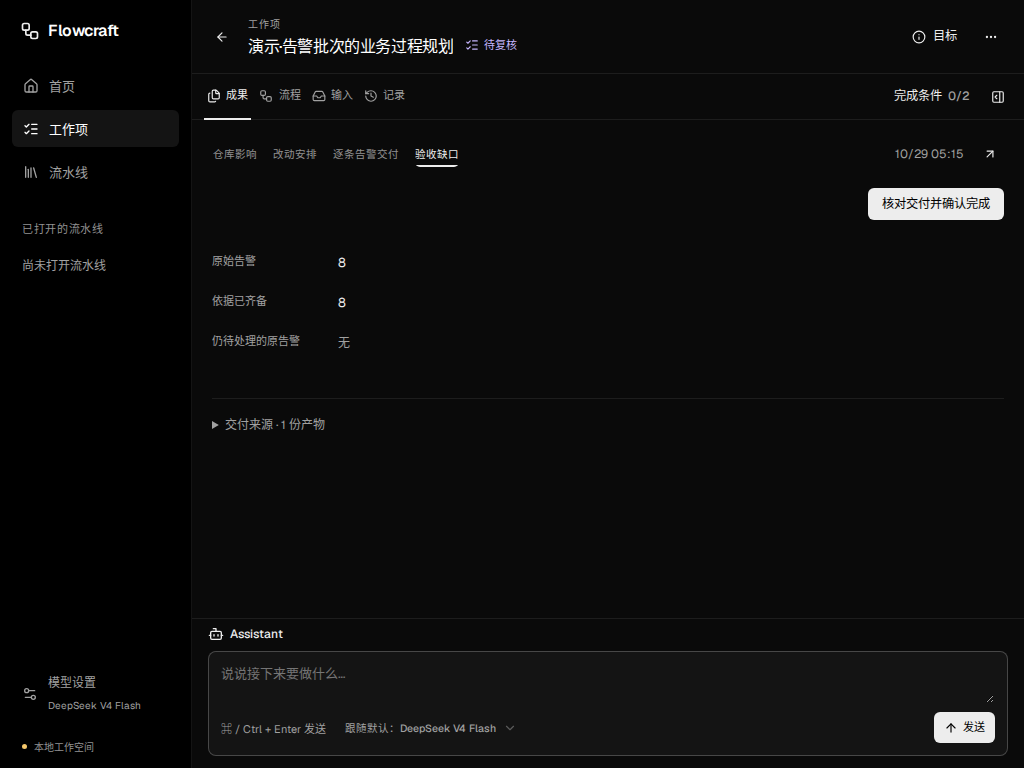 Flowcraft
首页
工作项
流水线
已打开的流水线
尚未打开流水线
模型设置
DeepSeek V4 Flash
本地工作空间
工作项
演示·告警批次的业务过程规划
待复核
目标
成果
流程
输入
记录
完成条件 0/2
仓库影响
改动安排
逐条告警交付
验收缺口
10/29 05:15
核对交付并确认完成
原始告警 8
依据已齐备 8
仍待处理的原告警 无
交付来源 · 1 份产物
Assistant
说说接下来要做什么…
⌘ / Ctrl + Enter 发送
跟随默认：DeepSeek V4 Flash
发送